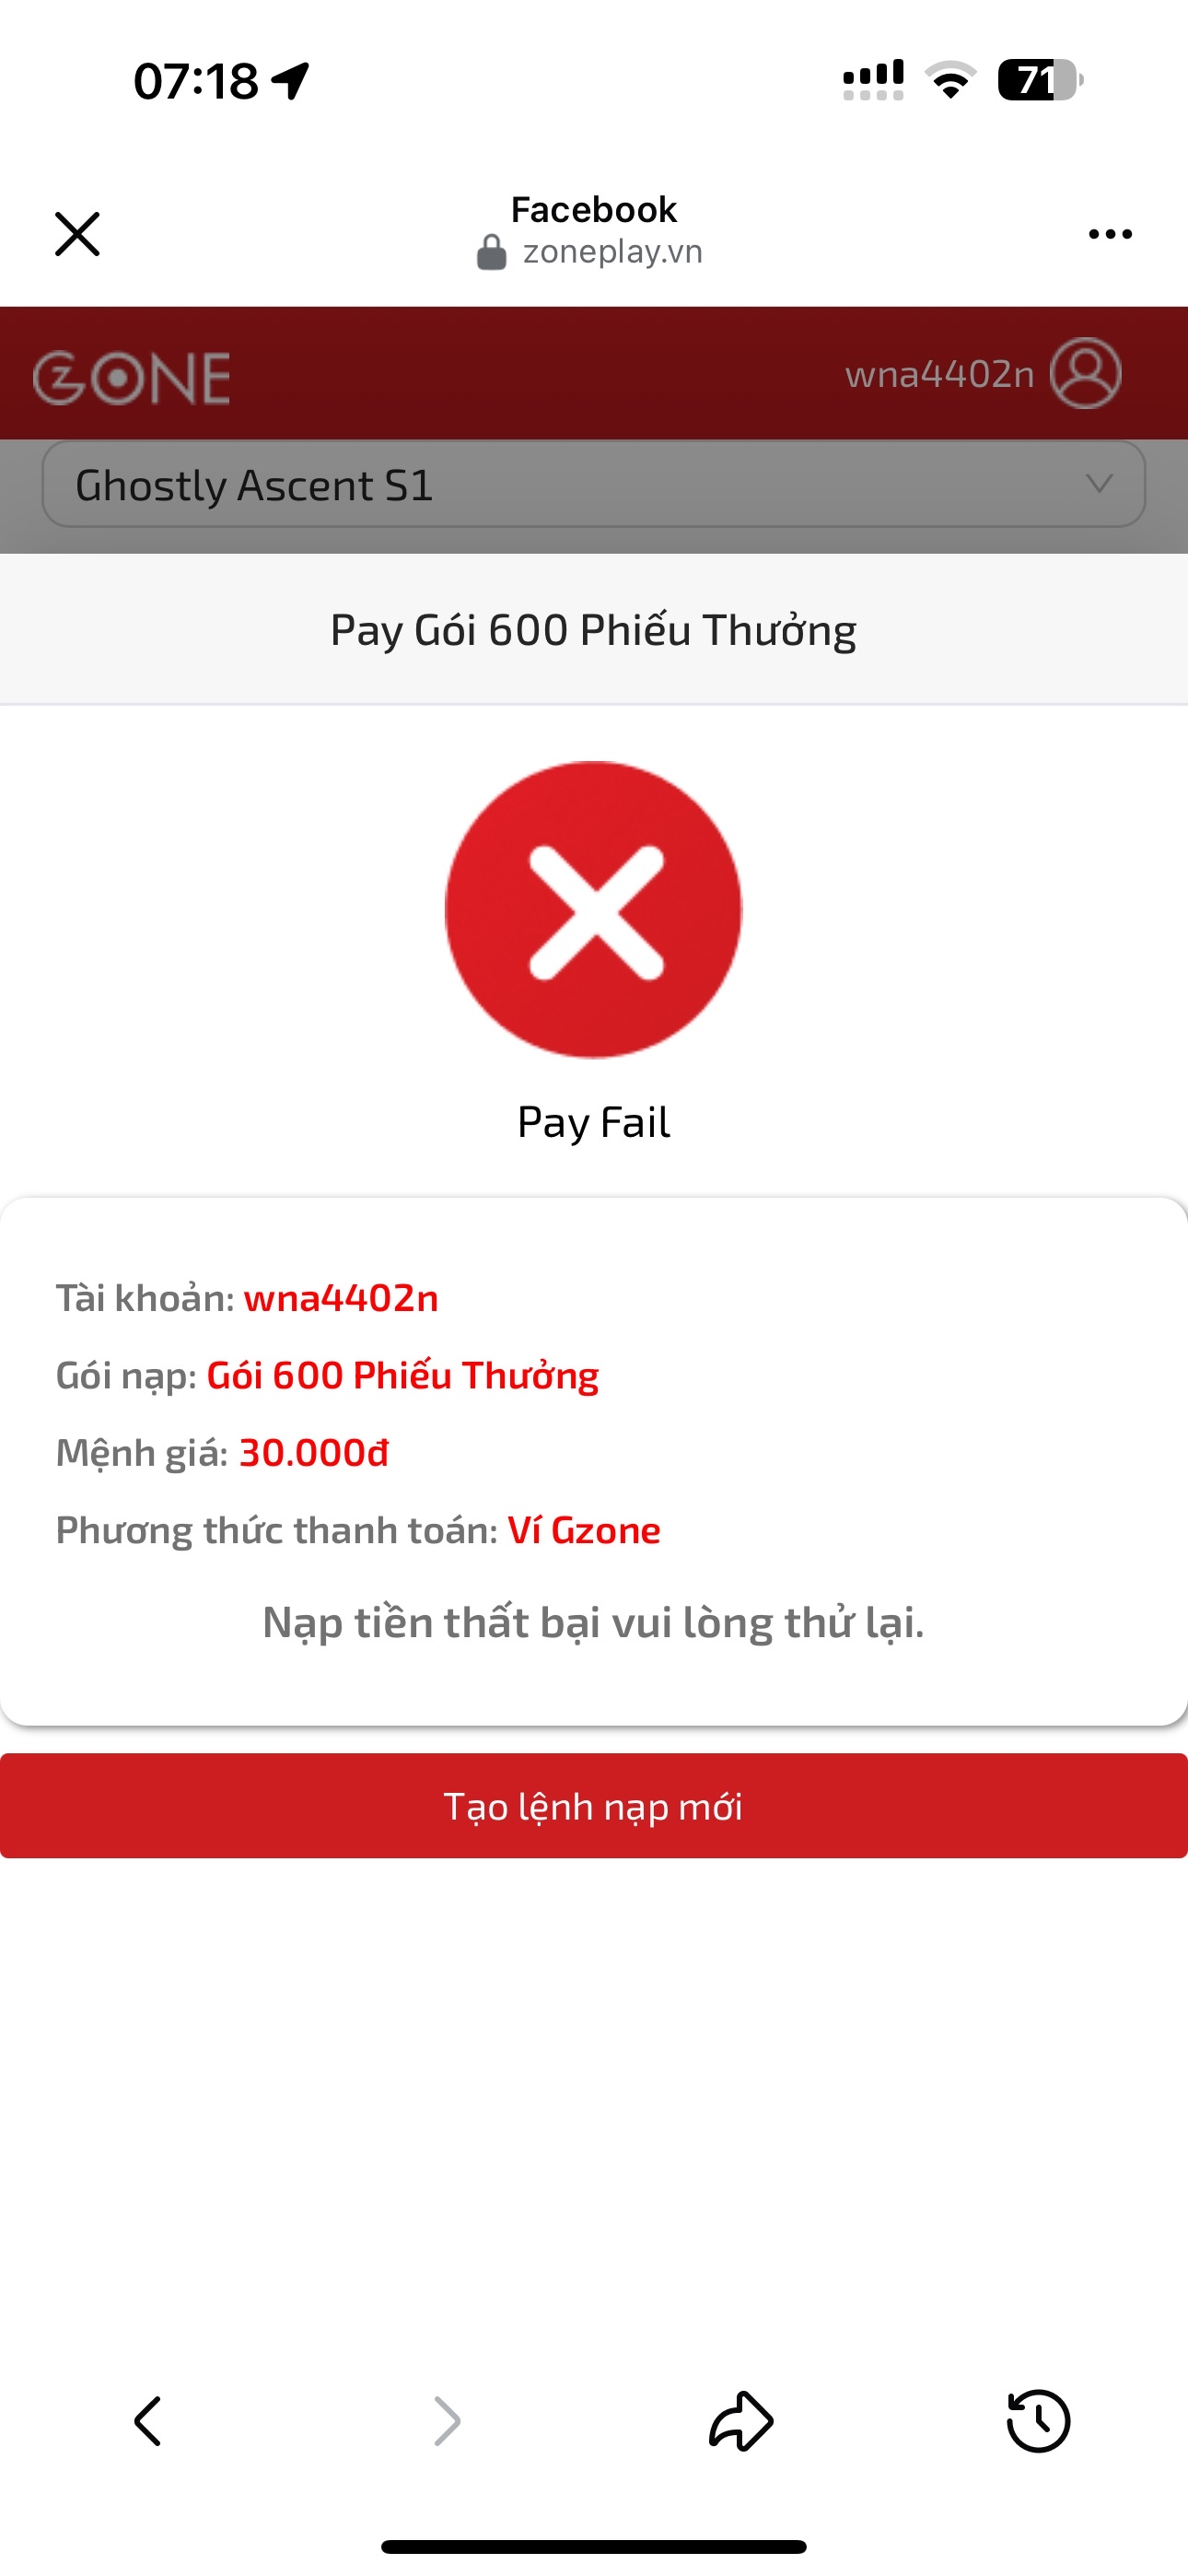 07:18
71
Facebook
zoneplay.vn
GZONE
wna4402n
Ghostly Ascent S1
Pay Gói 600 Phiếu Thưởng
Pay Fail
Tài khoản: wna4402n
Gói nạp: Gói 600 Phiếu Thưởng
Mệnh giá: 30.000đ
Phương thức thanh toán: Ví Gzone
Nạp tiền thất bại vui lòng thử lại.
Tạo lệnh nạp mới